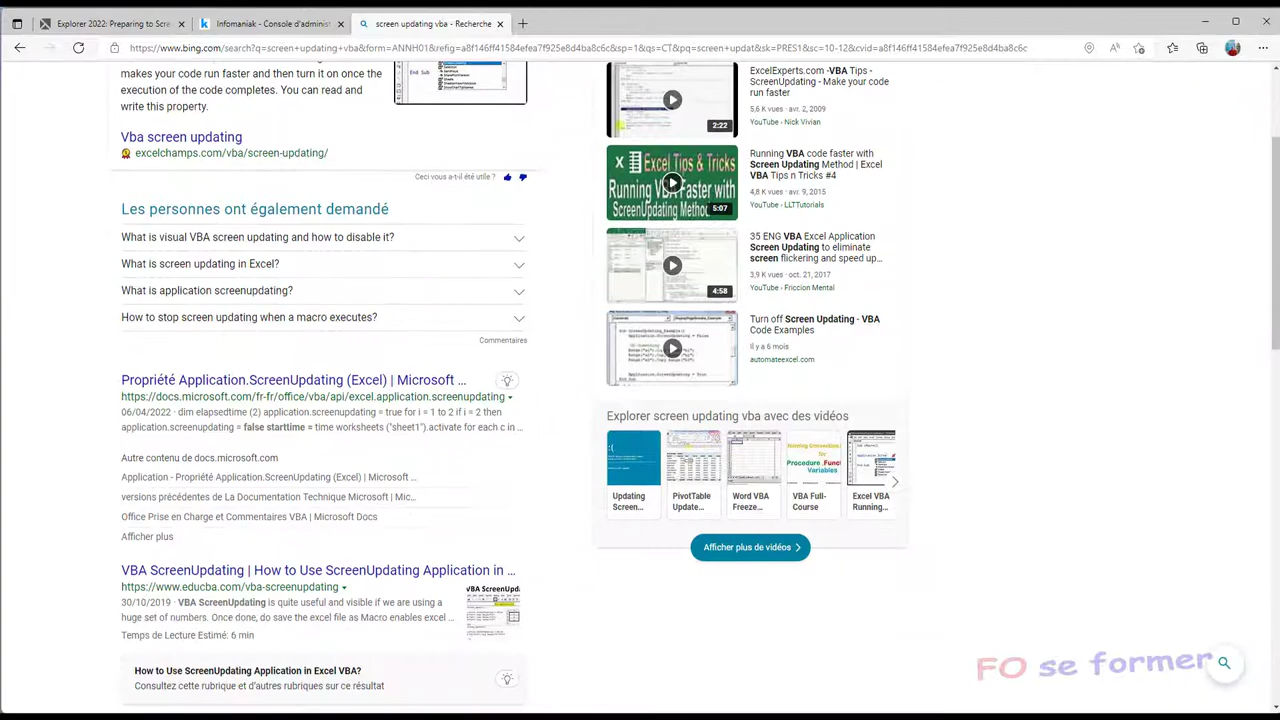 Explorer 2022: Preparing to Scre
Infomaniak - Console d'administ
screen updating vba - Recherche
https://www.bing.com/search?q=screen+updating+vba&form=ANNH01&refig=a8f146ff41584efea7f925e8d4ba8c6c&sp=1&qs=CT&pq=screen+updat&sk=PRES1&sc=10-12&cvid=a8f146ff41584efea7f925e8d4ba8c6c
makes your code run faster and then turn it on once the
execution of the code completes. You can read and
write this property.
End Sub
Vba screen updating
excelchamps.com/vba/screen-updating/
Ceci vous a-t-il été utile ?
Les personnes ont également demandé
What is excel VBA screen updating and how to disable it?
What is screenupdating in excel?
What is application screenupdating?
How to stop screen updating when a macro executes?
Commentaires
Propriété Application.ScreenUpdating (Excel) | Microsoft ...
https://docs.microsoft.com/fr-fr/office/vba/api/excel.application.screenupdating
06/04/2022 · dim elapsedtime (2) application.screenupdating = true for i = 1 to 2 if i = 2 then
application.screenupdating = false starttime = time worksheets ("sheet1").activate for each c in ...
Contenu de docs.microsoft.com
Application - Propriété Application.ScreenUpdating (Excel) | Microsoft ...
versions précédentes de La Documentation Technique Microsoft | Mic...
Office Prise en charge et Commentaires VBA | Microsoft Docs
Afficher plus
VBA ScreenUpdating | How to Use ScreenUpdating Application in ...
https://www.educba.com/vba-screenupdating
30/10/2019 · VBA ScreenUpdating is quite useful and visible if we are using a
huge set of numbers. Once done, do save the excel file as Macro enables excel ...
VBA ScreenUpd
How to Use ScreenUpdating Application in Excel VBA?
Consultez cette rubrique et d'autres rubriques sur ce résultat
ExcelExperts.com -VBA Tips -
ScreenUpdating - Make your code
run faster
5,6 K vues · avr. 2, 2009
YouTube › Nick Vivian
2:22
Excel Tips & Tricks
Running VBA Faster with
ScreenUpdating Method
5:07
Running VBA code faster with
Screen Updating Method | Excel
VBA Tips n Tricks #4
4,8 K vues · avr. 9, 2015
YouTube › LLTTutorials
4:58
35 ENG VBA Excel Application
Screen Updating to eliminate
screen flickering and speed up...
3,9 K vues · oct. 21, 2017
YouTube › Friccion Mental
Turn off Screen Updating - VBA
Code Examples
Il y a 6 mois
automateexcel.com
Explorer screen updating vba avec des vidéos
Updating
Screen...
PivotTable
Update...
Word VBA
Freeze...
VBA Full-
Course
Excel VBA
Running...
Afficher plus de vidéos
FO se former